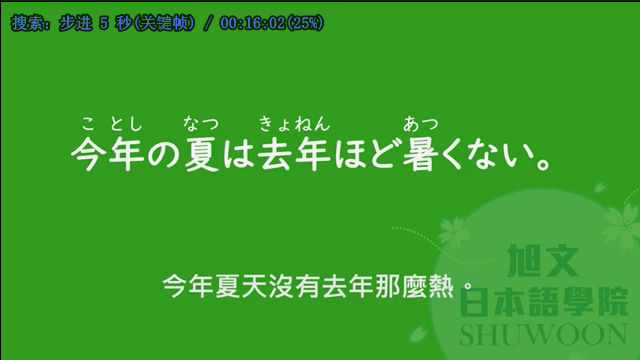 搜索: 步进 5 秒(关键帧) / 00:16:02(25%)
ことし なつ きょねん あつ
今年の夏は去年ほど暑くない。
今年夏天沒有去年那麼熱。
旭文
日本語學院
SHUWOON